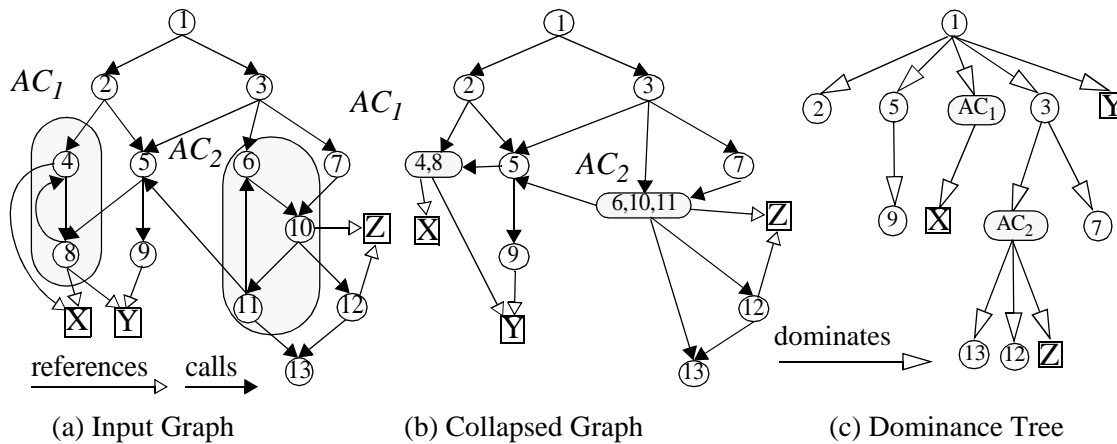 1
1
1
AC1
2
3
AC1
2
3
2
5
AC1
3
Y
4
5
AC2
6
7
4,8
5
AC2
7
6,10,11
10
Z
X
Z
9
X
AC2
7
8
9
11
12
9
12
X
Y
Y
13
12
Z
13
13
references
calls
dominates
(a) Input Graph
(b) Collapsed Graph
(c) Dominance Tree